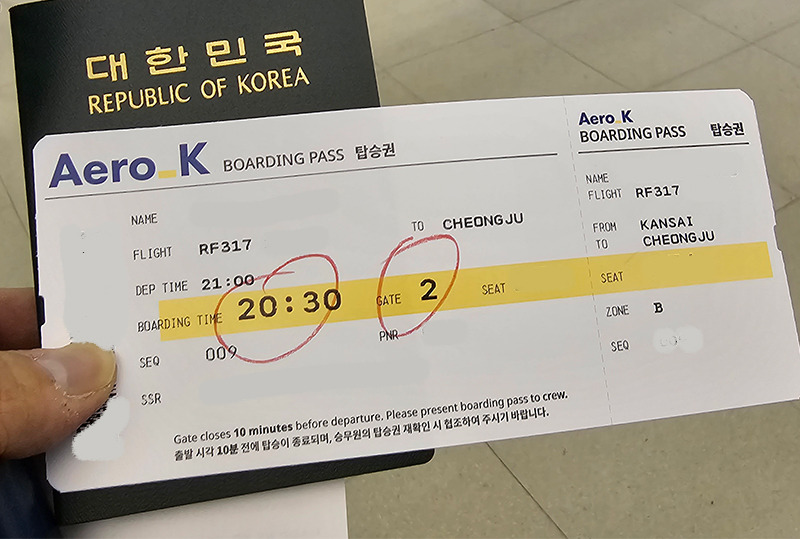 대한민국
REPUBLIC OF KOREA
Aero_K BOARDING PASS 탑승권
NAME
FLIGHT RF317
TO CHEONGJU
DEP TIME 21:00
BOARDING TIME 20:30 GATE 2 SEAT
SEQ 009 PNR
SSR
Gate closes 10 minutes before departure. Please present boarding pass to crew.
출발 시각 10분 전에 탑승이 종료되며, 승무원의 탑승권 재확인 시 협조하여 주시기 바랍니다.
Aero_K
BOARDING PASS 탑승권
NAME
FLIGHT RF317
FROM KANSAI
TO CHEONGJU
SEAT
ZONE B
SEQ